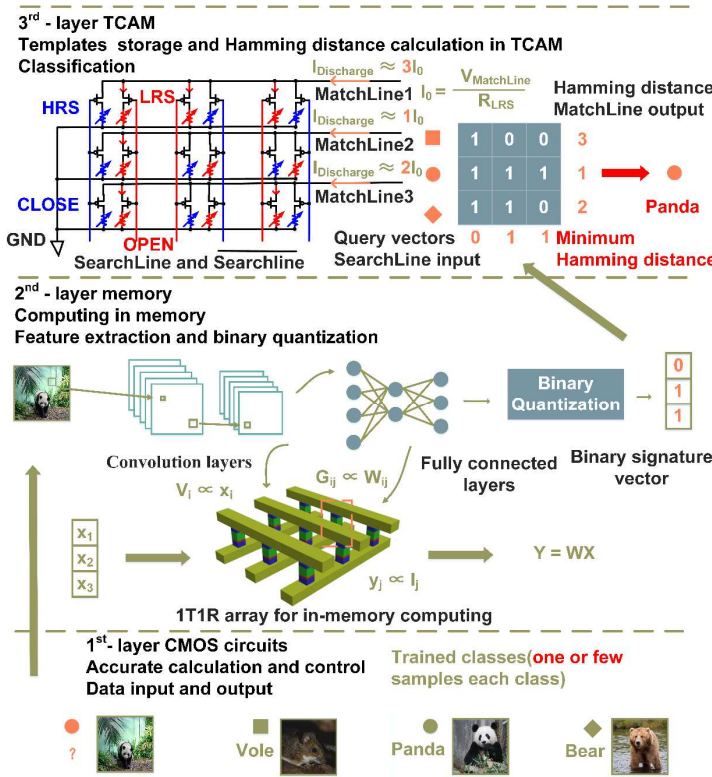 3rd - layer TCAM
Templates storage and Hamming distance calculation in TCAM
Classification
HRS
LRS
CLOSE
OPEN
GND
SearchLine and Searchline
IDischarge ≈ 3I0
MatchLine1
IDischarge ≈ 1I0
MatchLine2
IDischarge ≈ 2I0
MatchLine3
I0 = VMatchLine / RLRS
Hamming distance
MatchLine output
1 0 0 3
1 1 1 1
1 1 0 2
Panda
Query vectors
SearchLine input
0 1 1
Minimum
Hamming distance
2nd - layer memory
Computing in memory
Feature extraction and binary quantization
Convolution layers
Fully connected
layers
Binary
Quantization
0
1
1
Binary signature
vector
Vi ∝ xi
Gij ∝ Wij
x1
x2
x3
yj ∝ Ij
Y = WX
1T1R array for in-memory computing
1st- layer CMOS circuits
Accurate calculation and control
Data input and output
Trained classes(one or few
samples each class)
?
Vole
Panda
Bear